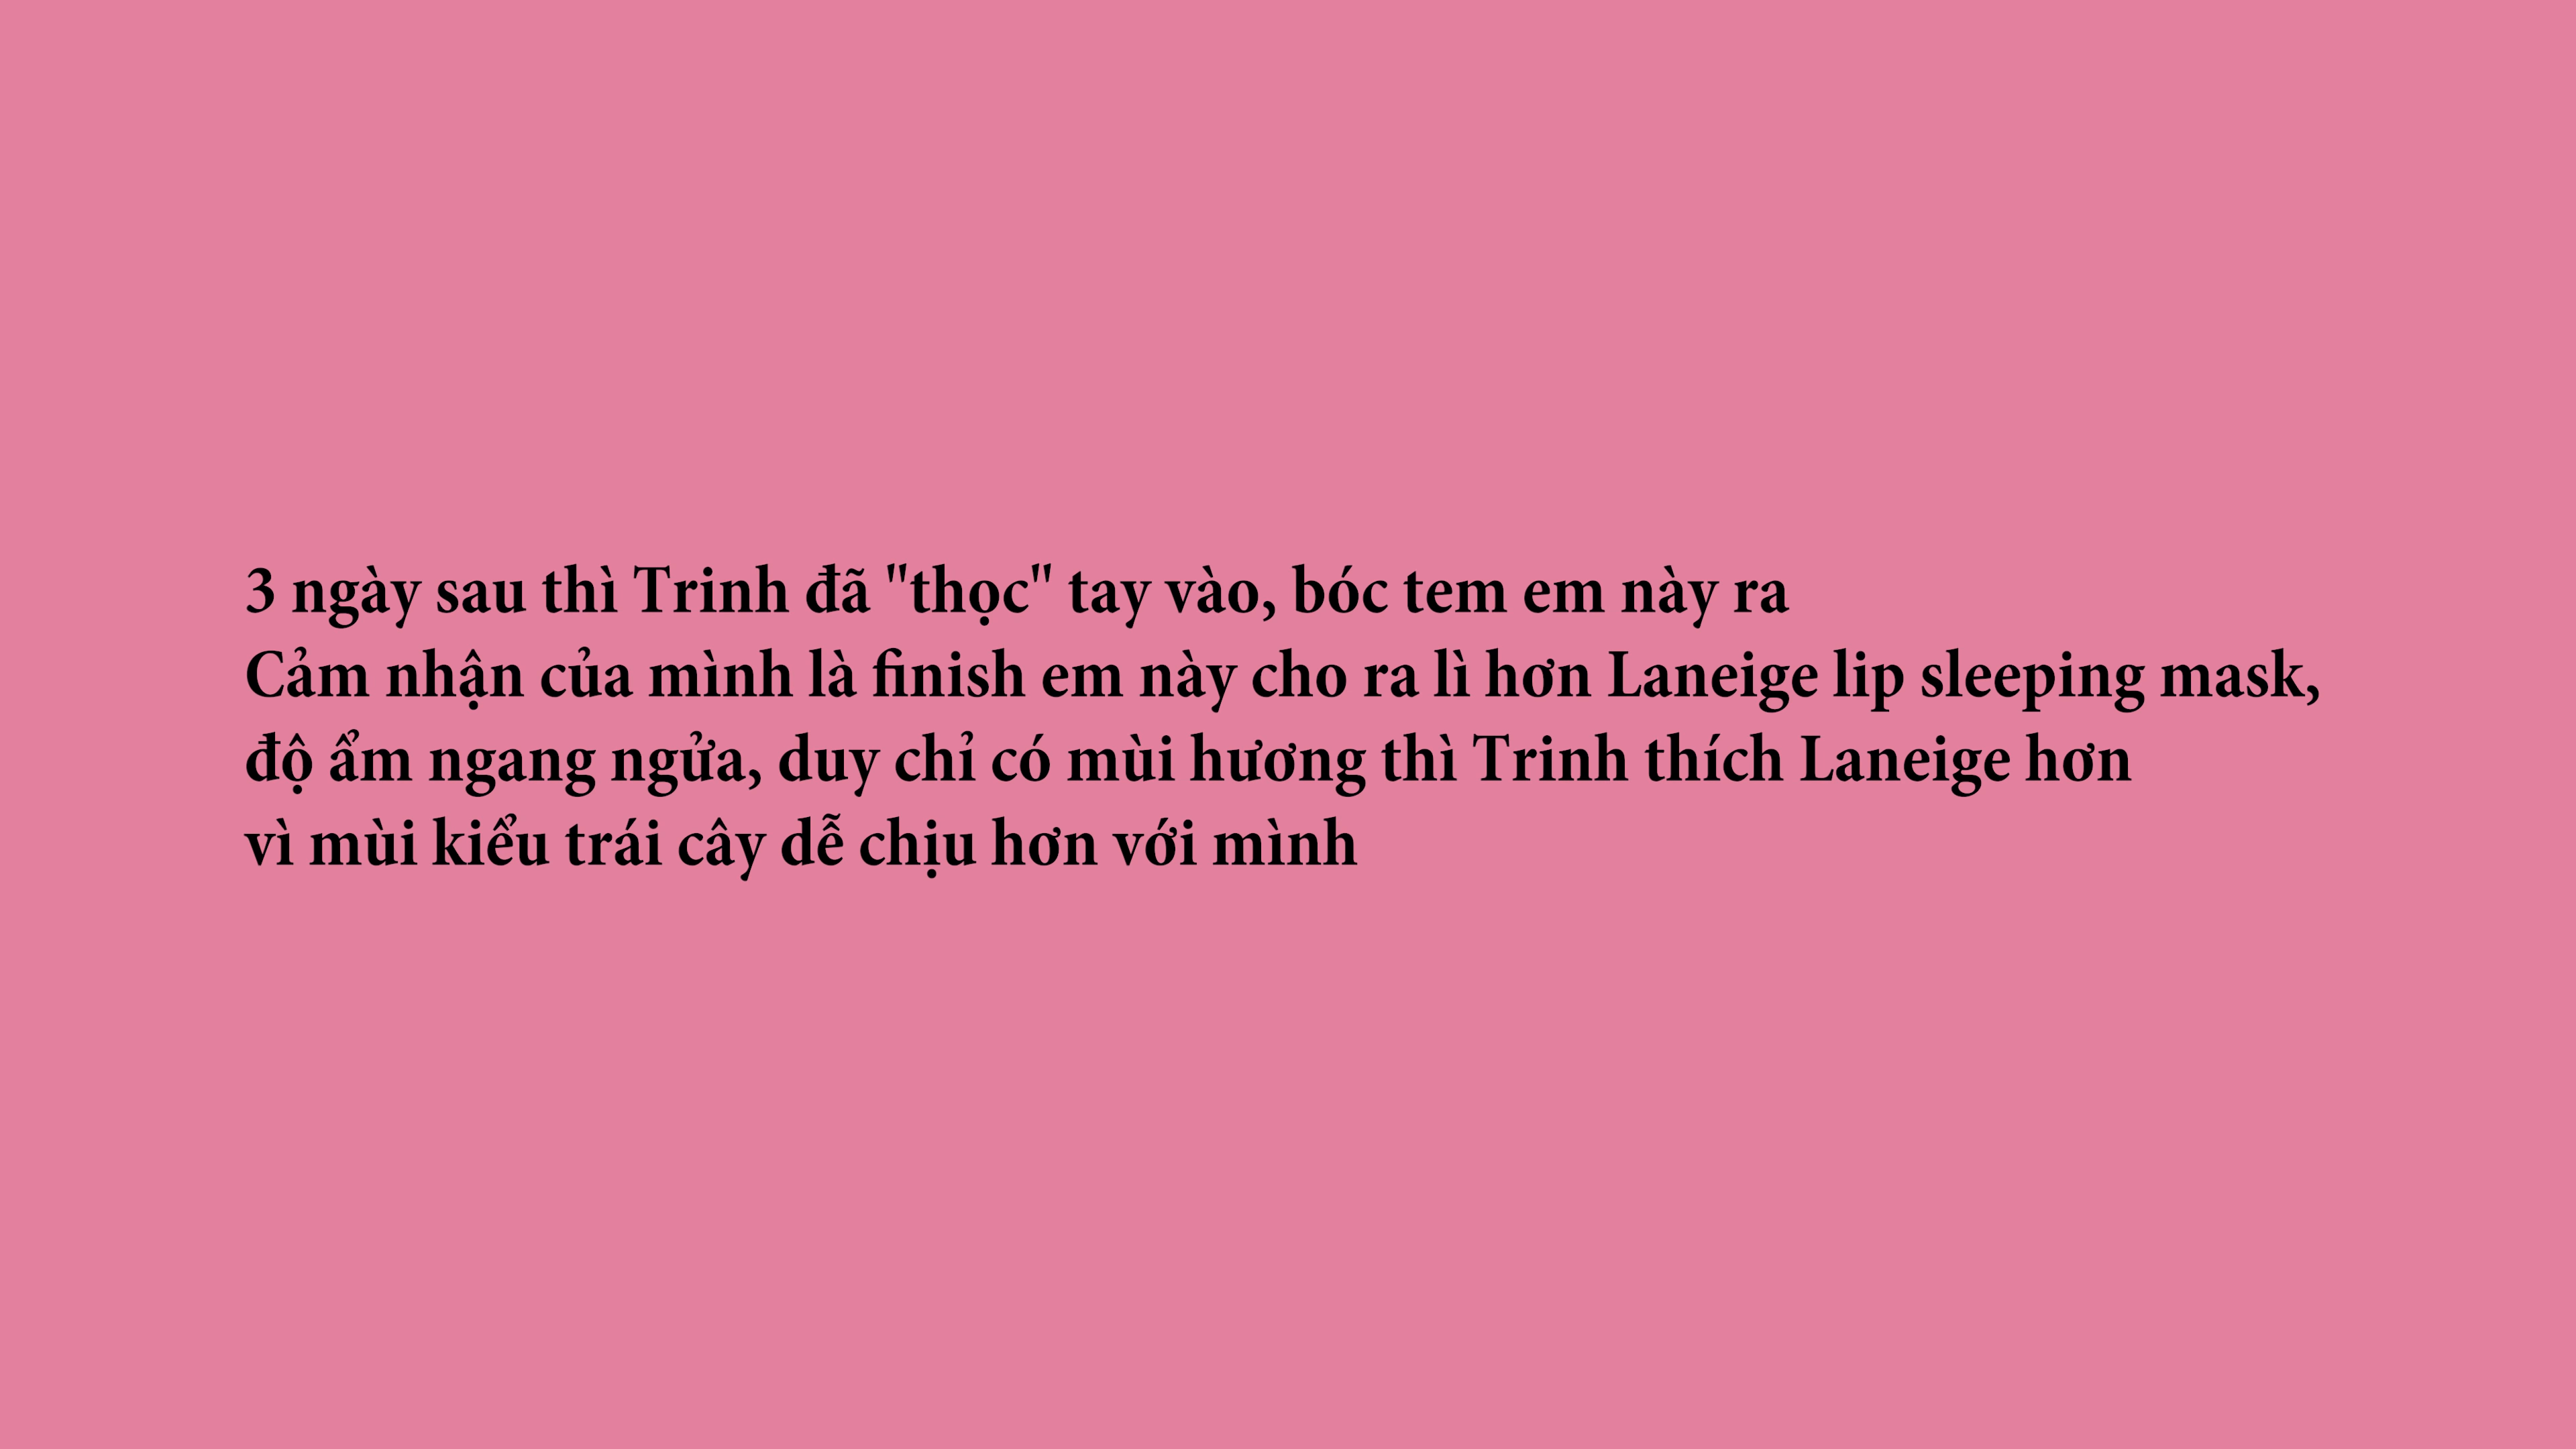 3 ngày sau thì Trinh đã "thọc" tay vào, bóc tem em này ra
Cảm nhận của mình là finish em này cho ra lì hơn Laneige lip sleeping mask,
độ ẩm ngang ngửa, duy chỉ có mùi hương thì Trinh thích Laneige hơn
vì mùi kiểu trái cây dễ chịu hơn với mình